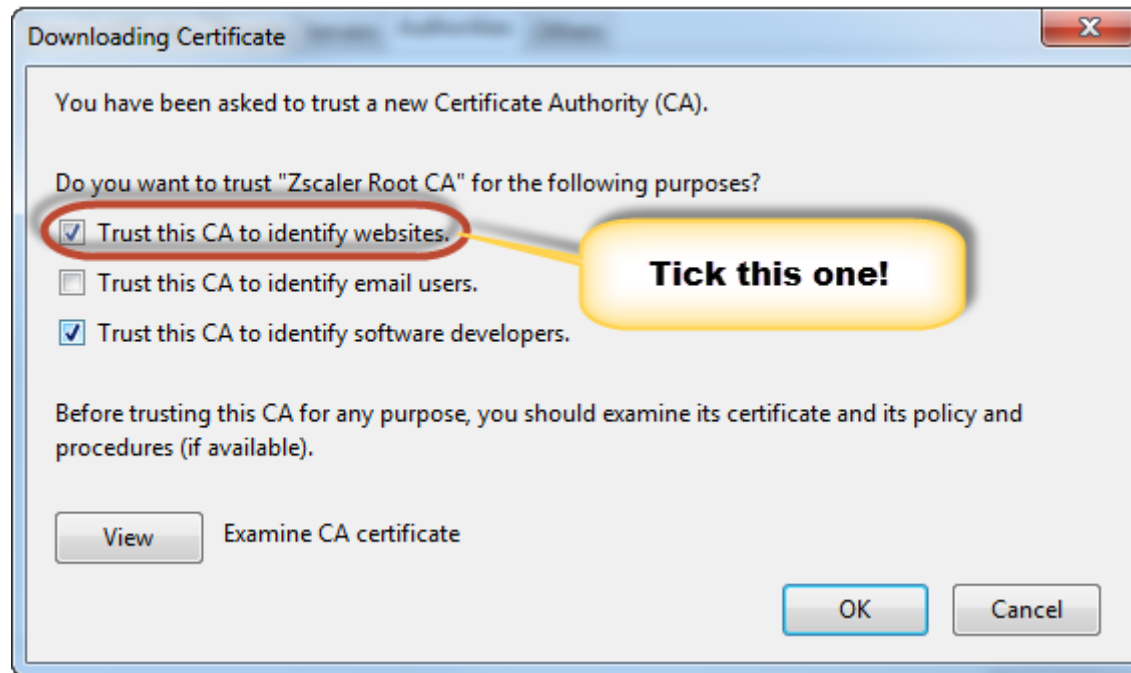 Downloading Certificate
You have been asked to trust a new Certificate Authority (CA).
Do you want to trust "Zscaler Root CA" for the following purposes?
Trust this CA to identify websites.
Tick this one!
Trust this CA to identify email users.
Trust this CA to identify software developers.
Before trusting this CA for any purpose, you should examine its certificate and its policy and
procedures (if available).
View Examine CA certificate
OK Cancel